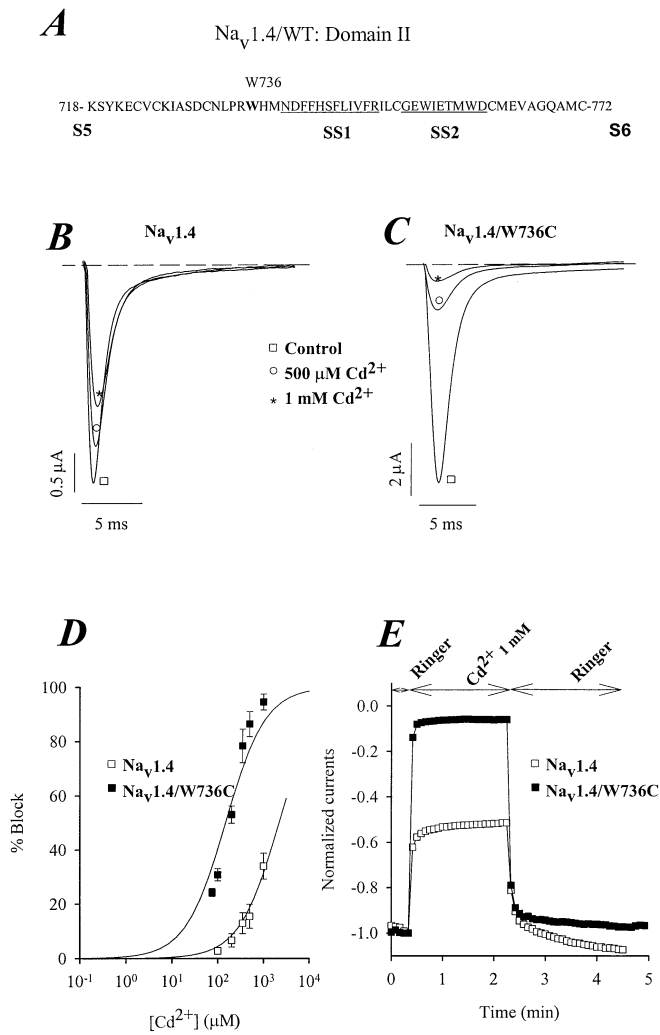 A
Naᵥ1.4/WT: Domain II
W736
718- KSYKECVCKIASDCNLPRWHMNDFFHSFLIVFRILCGEWIETMWDCMEVAGQAMC-772
S5 SS1 SS2 S6
B
Naᵥ1.4
C
Naᵥ1.4/W736C
□ Control
○ 500 μM Cd²⁺
* 1 mM Cd²⁺
*
○
□
0.5 μA
5 ms
*
○
□
2 μA
5 ms
D
% Block
100
80
60
40
20
0
□ Naᵥ1.4
■ Naᵥ1.4/W736C
10⁻¹ 10⁰ 10¹ 10² 10³ 10⁴
[Cd²⁺] (μM)
E
Ringer
Cd²⁺ 1 mM
Ringer
Normalized currents
0.0
-0.2
-0.4
-0.6
-0.8
-1.0
□ Naᵥ1.4
■ Naᵥ1.4/W736C
0 1 2 3 4 5
Time (min)